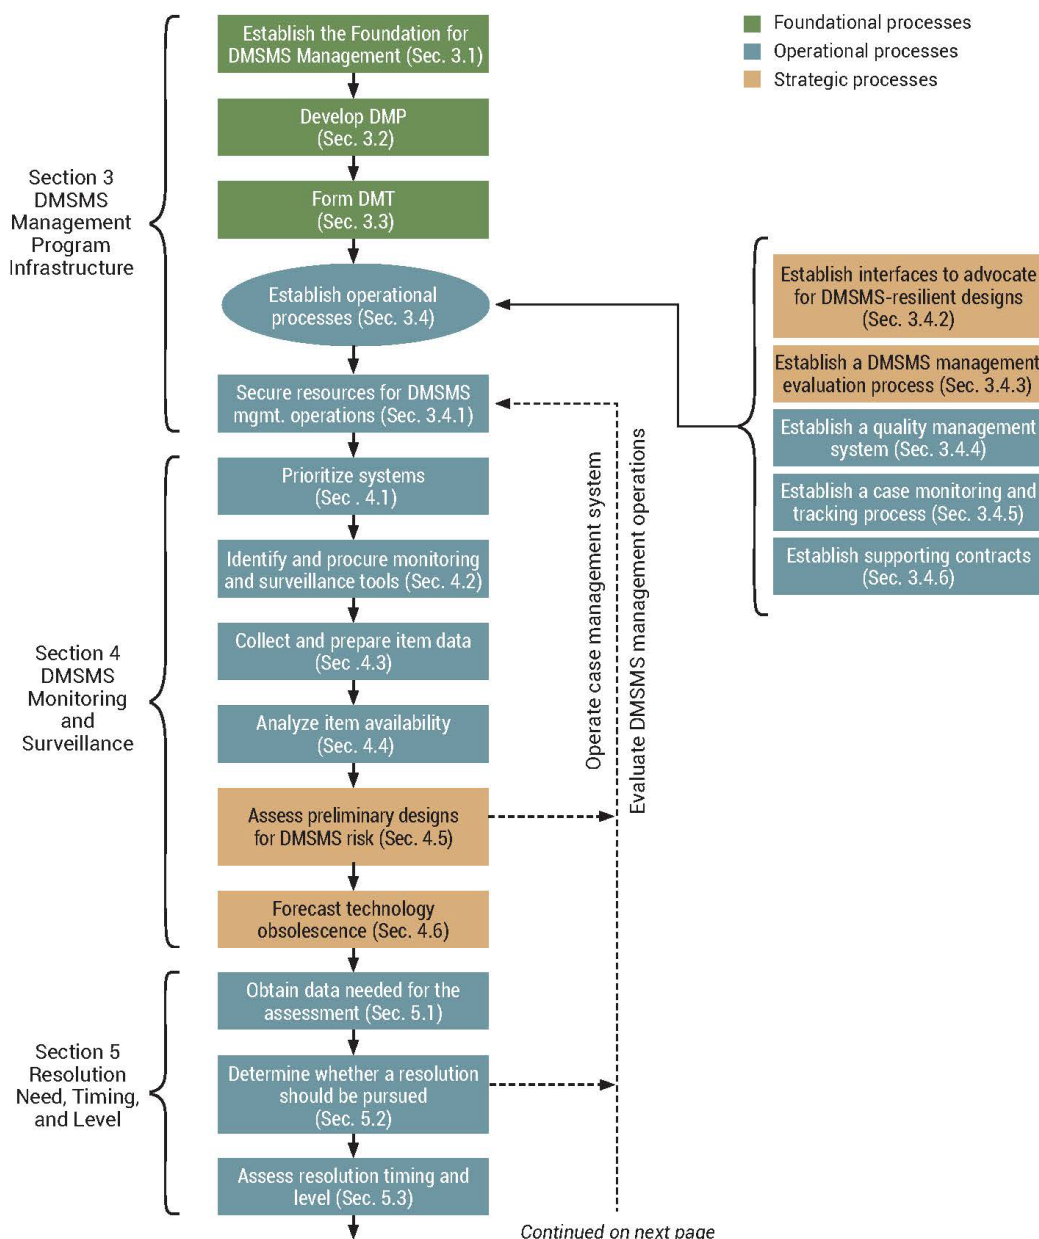 Foundational processes
Operational processes
Strategic processes
Section 3
DMSMS
Management
Program
Infrastructure
Establish the Foundation for
DMSMS Management (Sec. 3.1)
Develop DMP
(Sec. 3.2)
Form DMT
(Sec. 3.3)
Establish operational
processes (Sec. 3.4)
Secure resources for DMSMS
mgmt. operations (Sec. 3.4.1)
Establish interfaces to advocate
for DMSMS-resilient designs
(Sec. 3.4.2)
Establish a DMSMS management
evaluation process (Sec. 3.4.3)
Establish a quality management
system (Sec. 3.4.4)
Establish a case monitoring and
tracking process (Sec. 3.4.5)
Establish supporting contracts
(Sec. 3.4.6)
Section 4
DMSMS
Monitoring
and
Surveillance
Prioritize systems
(Sec . 4.1)
Identify and procure monitoring
and surveillance tools (Sec. 4.2)
Collect and prepare item data
(Sec .4.3)
Analyze item availability
(Sec. 4.4)
Assess preliminary designs
for DMSMS risk (Sec. 4.5)
Forecast technology
obsolescence (Sec. 4.6)
Operate case management system
Evaluate DMSMS management operations
Section 5
Resolution
Need, Timing,
and Level
Obtain data needed for the
assessment (Sec. 5.1)
Determine whether a resolution
should be pursued
(Sec. 5.2)
Assess resolution timing and
level (Sec. 5.3)
Continued on next page